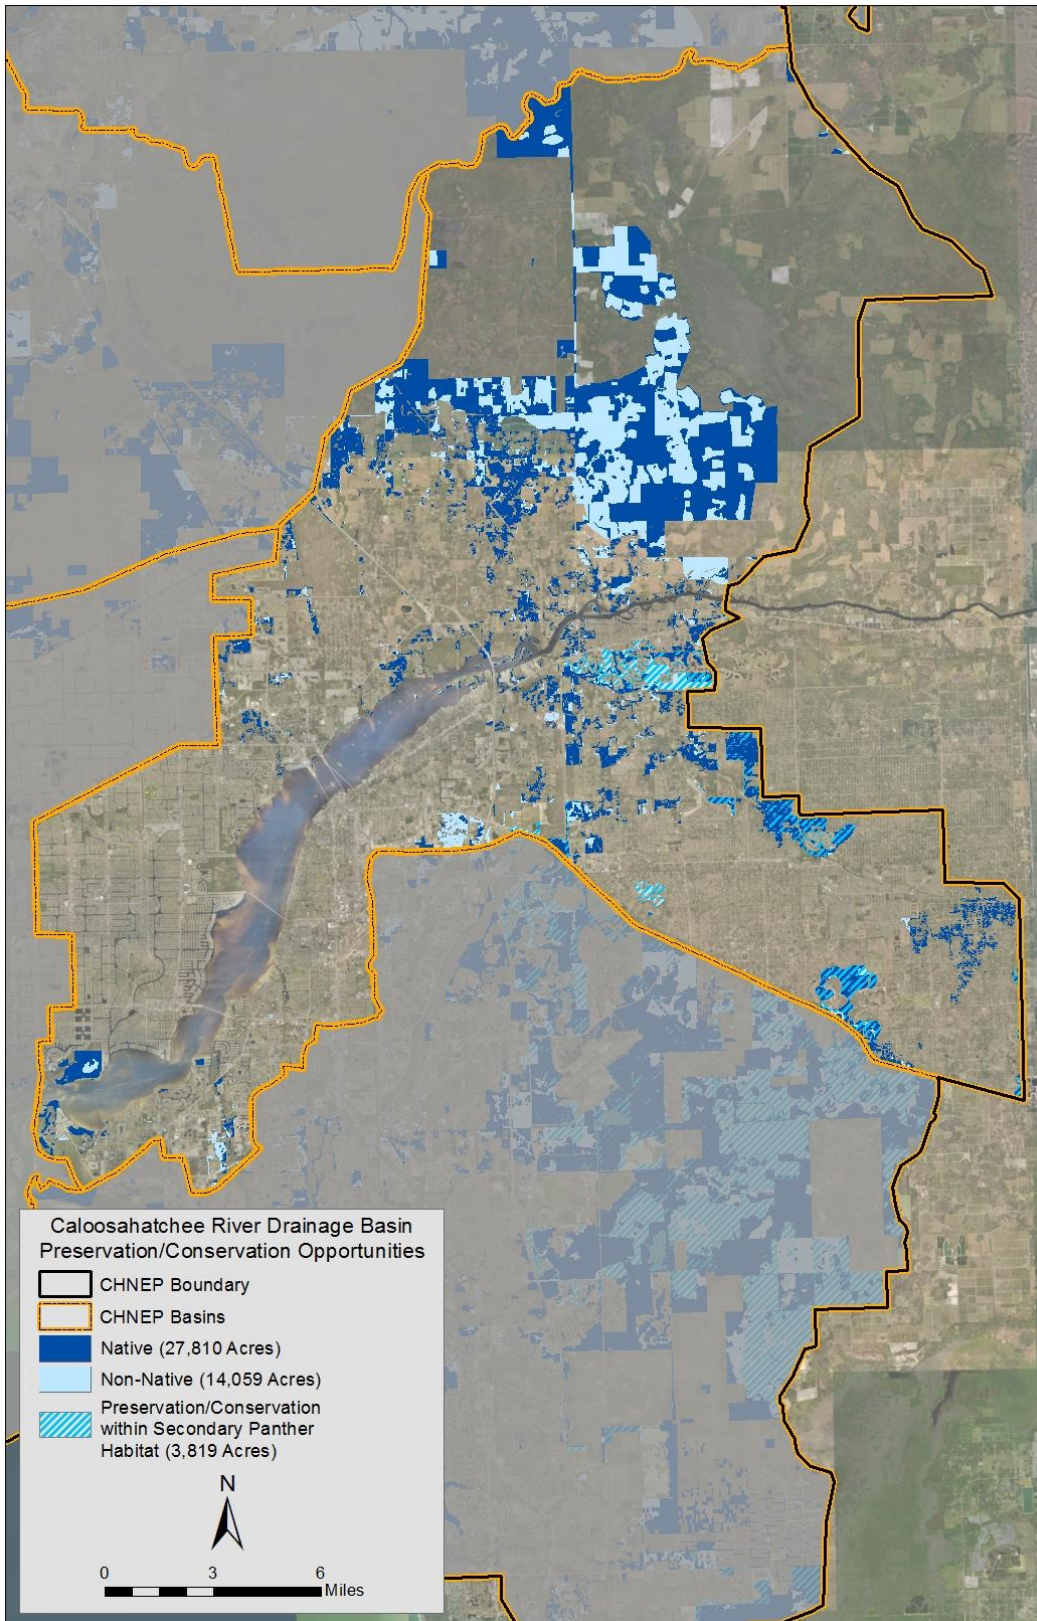 Caloosahatchee River Drainage Basin
Preservation/Conservation Opportunities
CHNEP Boundary
CHNEP Basins
Native (27,810 Acres)
Non-Native (14,059 Acres)
Preservation/Conservation
within Secondary Panther
Habitat (3,819 Acres)
N
0 3 6
Miles